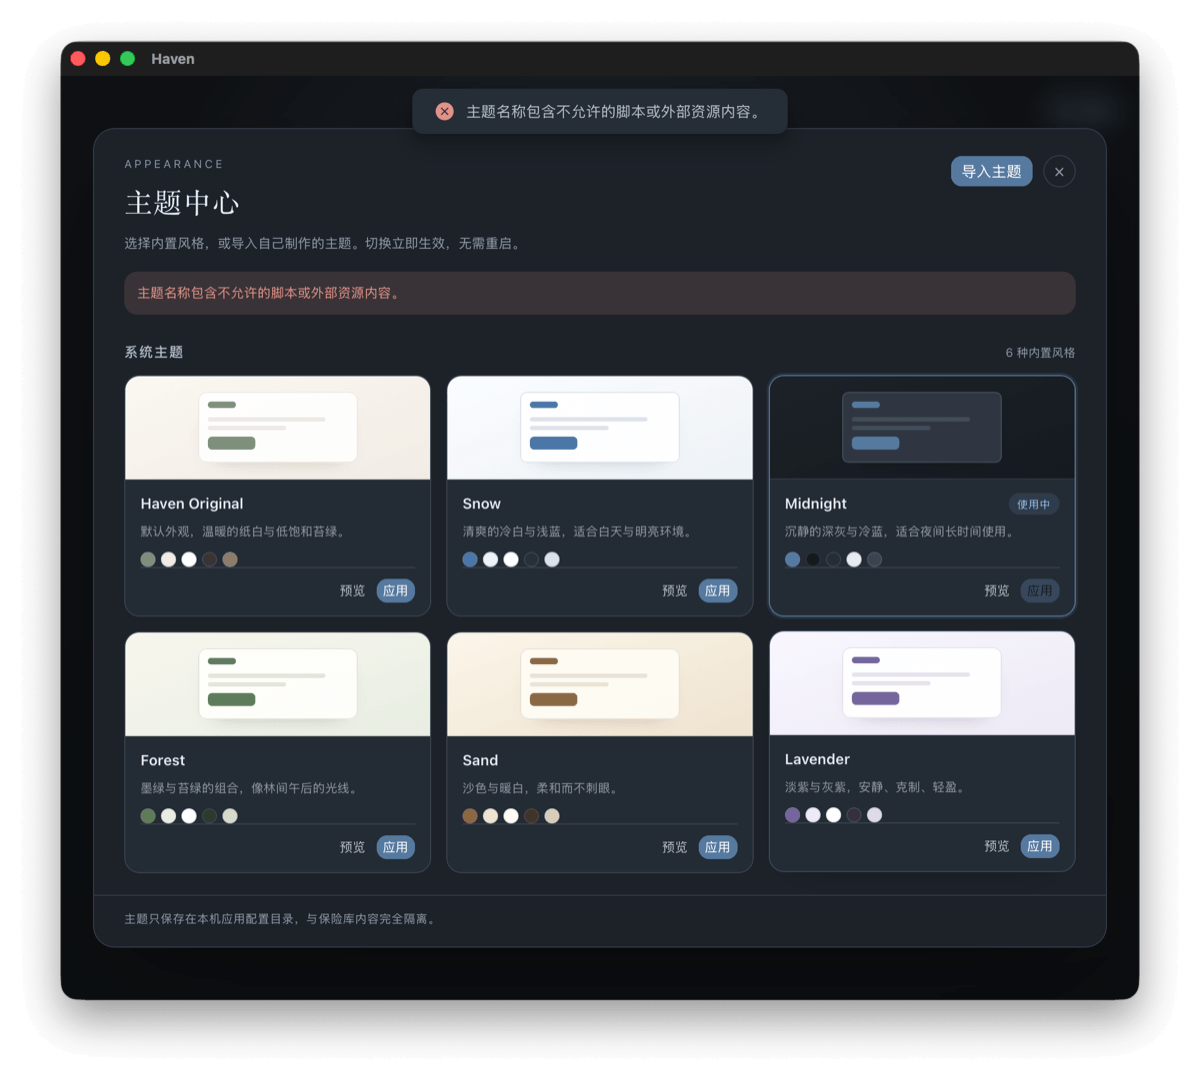 Haven
主题名称包含不允许的脚本或外部资源内容。
APPEARANCE
导入主题
主题中心
选择内置风格，或导入自己制作的主题。切换立即生效，无需重启。
主题名称包含不允许的脚本或外部资源内容。
系统主题
6 种内置风格
Haven Original
默认外观，温暖的纸白与低饱和苔绿。
预览
应用
Snow
清爽的冷白与浅蓝，适合白天与明亮环境。
预览
应用
Midnight
使用中
沉静的深灰与冷蓝，适合夜间长时间使用。
预览
应用
Forest
墨绿与苔绿的组合，像林间午后的光线。
预览
应用
Sand
沙色与暖白，柔和而不刺眼。
预览
应用
Lavender
淡紫与灰紫，安静、克制、轻盈。
预览
应用
主题只保存在本机应用配置目录，与保险库内容完全隔离。